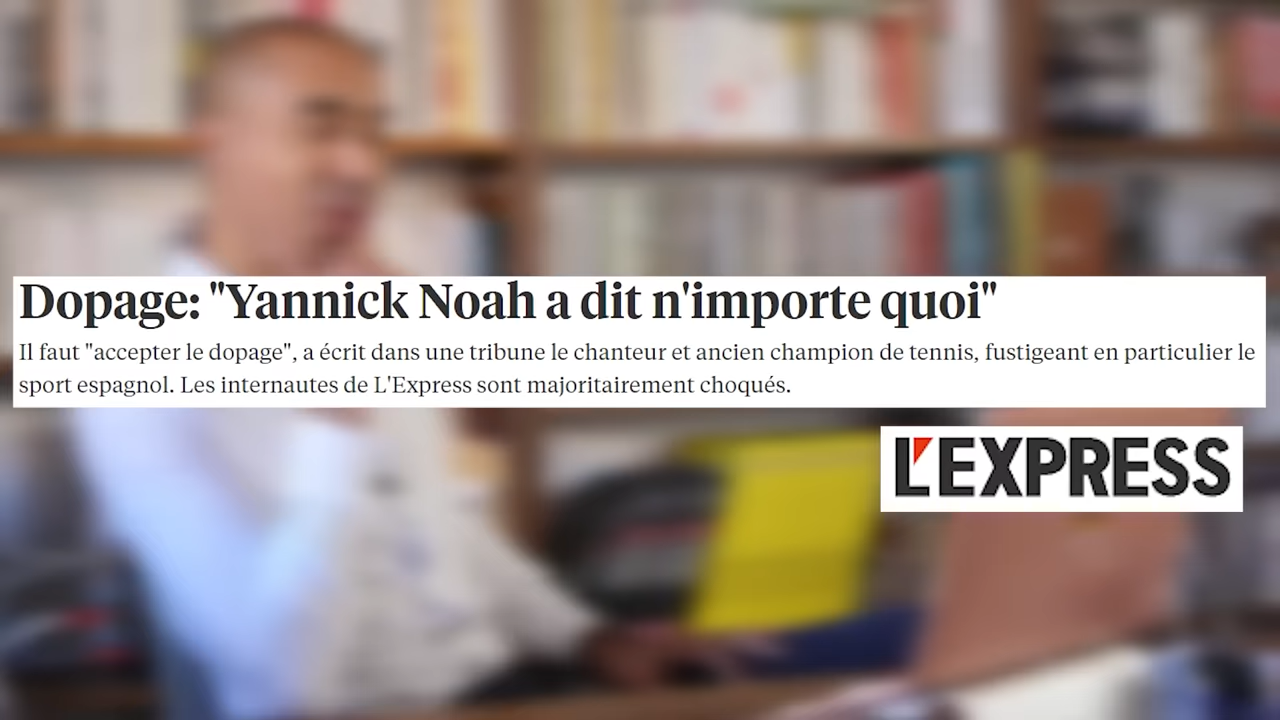 Dopage: "Yannick Noah a dit n'importe quoi"
Il faut "accepter le dopage", a écrit dans une tribune le chanteur et ancien champion de tennis, fustigeant en particulier le
sport espagnol. Les internautes de L'Express sont majoritairement choqués.
L'EXPRESS